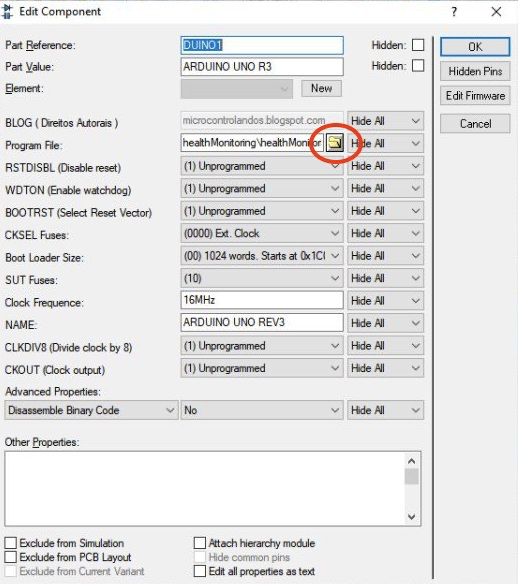 Edit Component
?
Part Reference: DUINO1 Hidden: OK
Part Value: ARDUINO UNO R3 Hidden: Hidden Pins
Element: New Edit Firmware
BLOG ( Direitos Autorais ) microcontrolandos.blogspot.com Hide All Cancel
Program File: healthMonitoring\healthMonitor Hide All
RSTDISBL (Disable reset) (1) Unprogrammed Hide All
WDTON (Enable watchdog) (1) Unprogrammed Hide All
BOOTRST (Select Reset Vector) (1) Unprogrammed Hide All
CKSEL Fuses: (0000) Ext. Clock Hide All
Boot Loader Size: (00) 1024 words. Starts at 0x1C( Hide All
SUT Fuses: (10) Hide All
Clock Frequence: 16MHz Hide All
NAME: ARDUINO UNO REV3 Hide All
CLKDIV8 (Divide clock by 8) (1) Unprogrammed Hide All
CKOUT (Clock output) (1) Unprogrammed Hide All
Advanced Properties:
Disassemble Binary Code No Hide All
Other Properties:
Exclude from Simulation Attach hierarchy module
Exclude from PCB Layout Hide common pins
Exclude from Current Variant Edit all properties as text